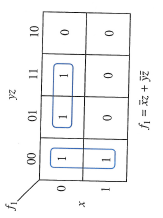 f₁
yz
00 01 11 10
x
0 1 1 1 0
1 1 0 0 0
f₁ = x̄z + ȳz̄